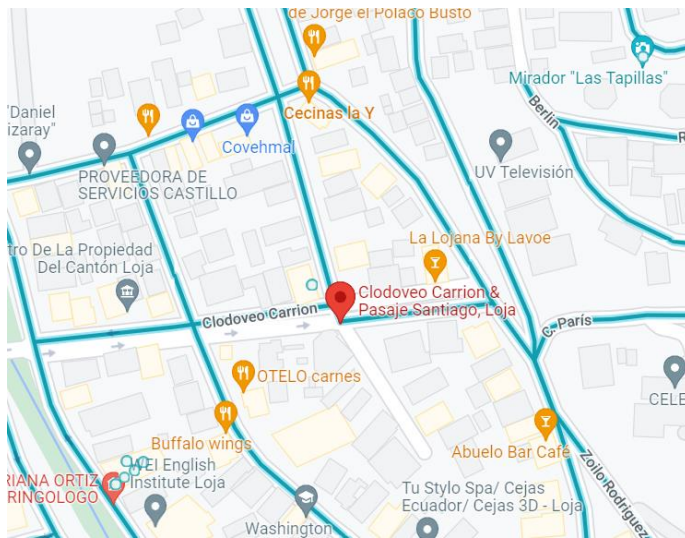 de Jorge el Polaco Busto
Mirador "Las Tapillas"
Cecinas la Y
Berlín
"Daniel
izaray"
Covehmal
R
UV Televisión
PROVEEDORA DE
SERVICIOS CASTILLO
La Lojana By Lavoe
tro De La Propiedad
Del Cantón Loja
Clodoveo Carrion &
Pasaje Santiago, Loja
Clodoveo Carrion
C. París
OTELO carnes
CELE
Buffalo wings
Abuelo Bar Café
WEI English
Institute Loja
RIANA ORTIZ
RINGOLOGO
Zoilo Rodriguez
Tu Stylo Spa/ Cejas
Ecuador/ Cejas 3D - Loja
Washington